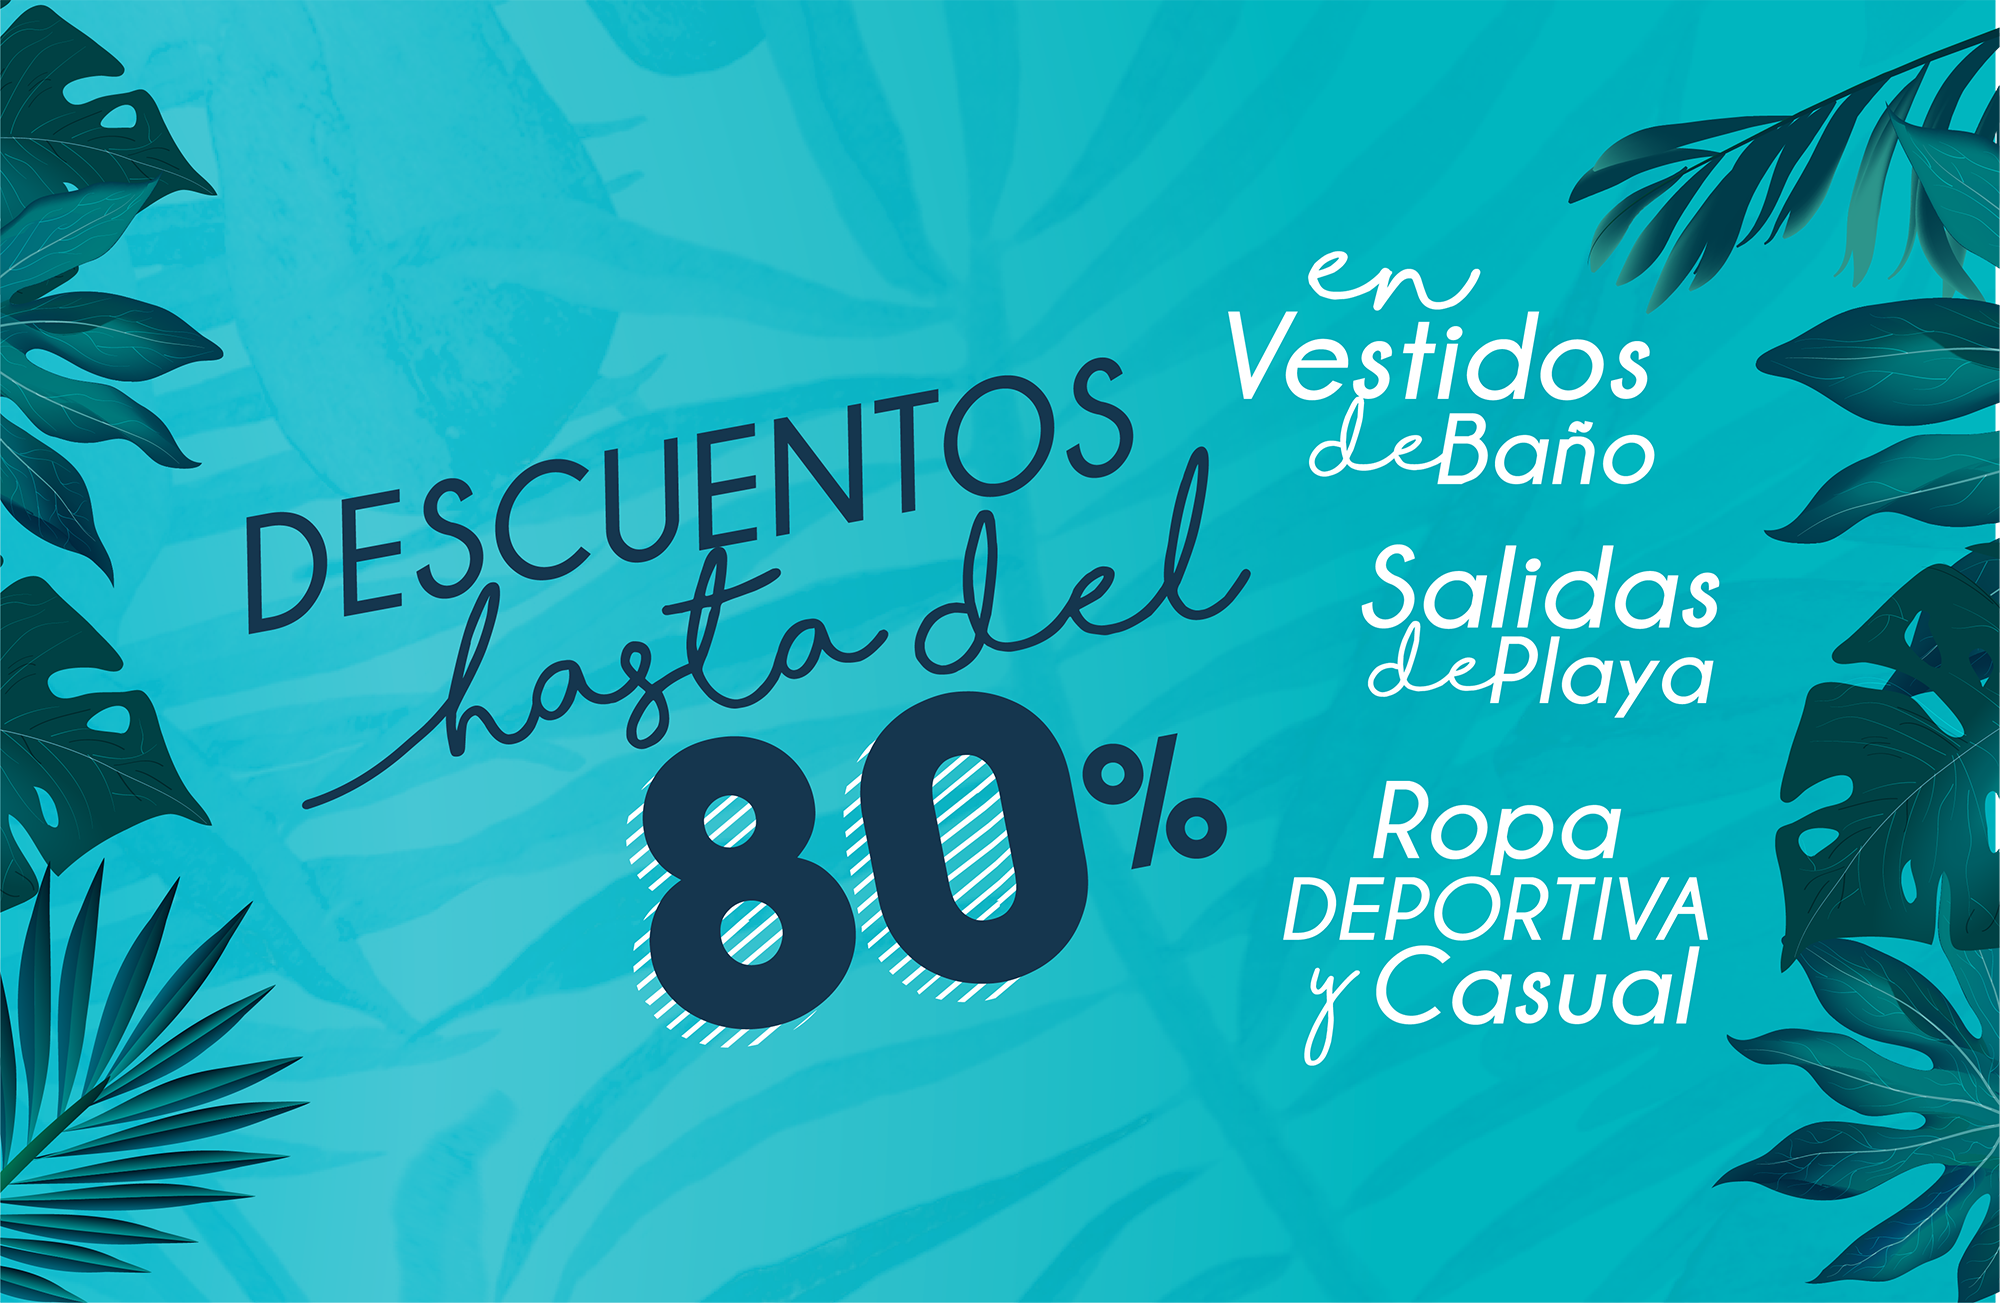 DESCUENTOS
hasta del
80%
en
Vestidos
de Baño
Salidas
de Playa
Ropa
DEPORTIVA
y Casual